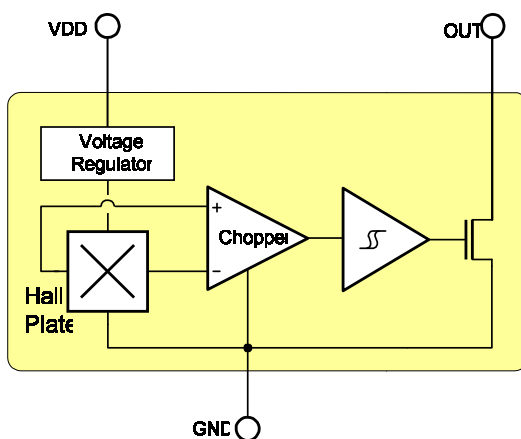 VDD
OUT
Voltage
Regulator
+
Chopper
−
Hall
Plate
GND